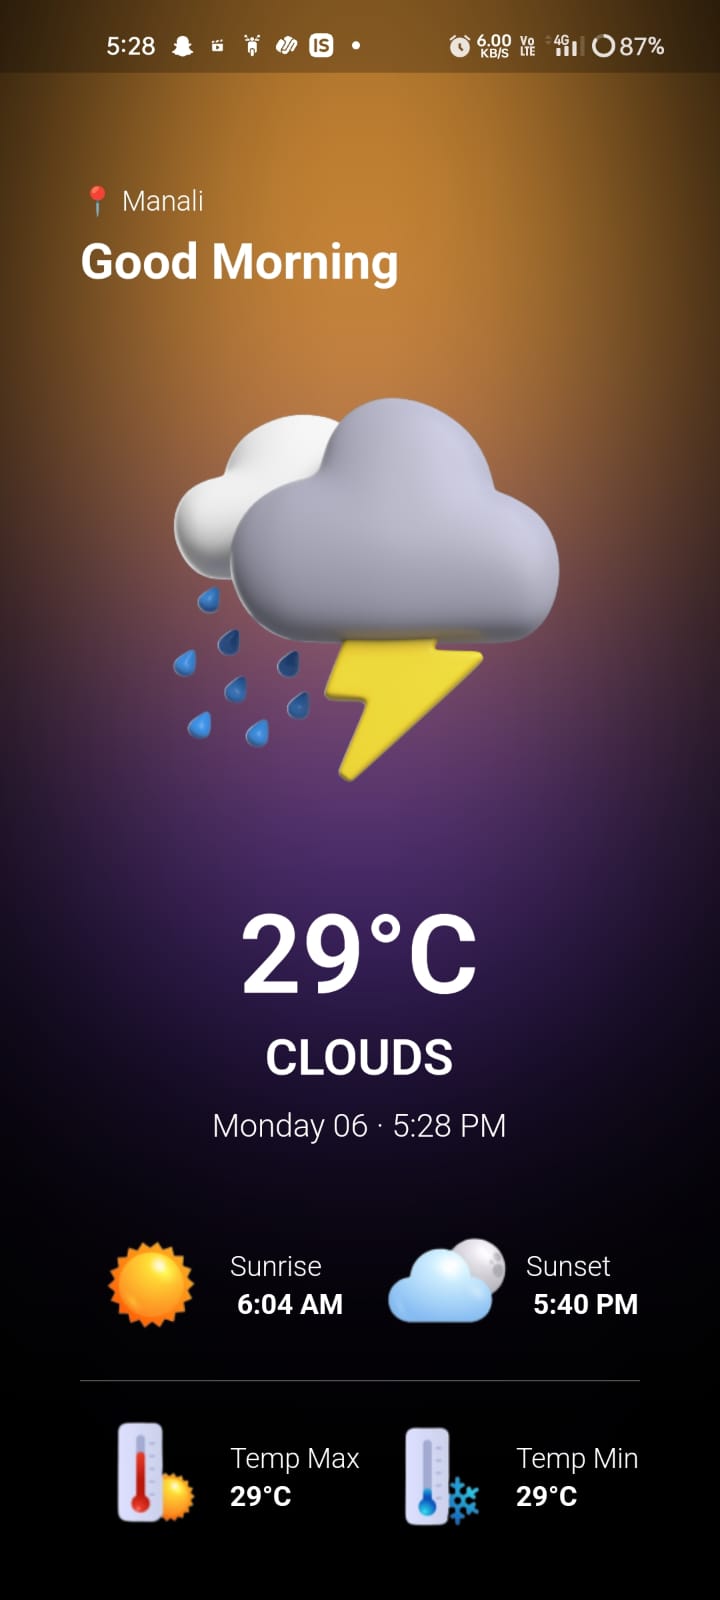 5:28 IS 6.00 KB/S Vo LTE 4G 87%
Manali
Good Morning
29°C
CLOUDS
Monday 06 · 5:28 PM
Sunrise Sunset
6:04 AM 5:40 PM
Temp Max Temp Min
29°C 29°C